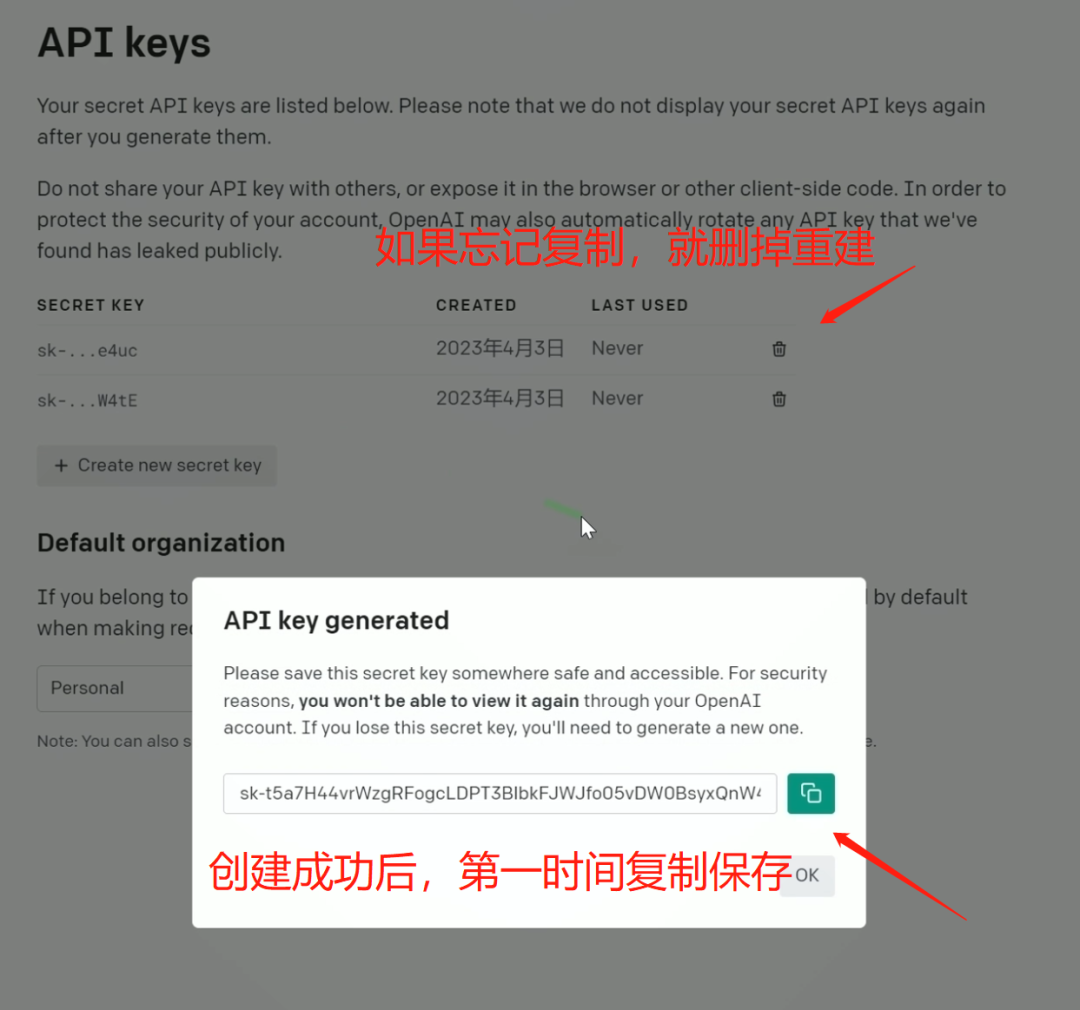 API keys
Your secret API keys are listed below. Please note that we do not display your secret API keys again
after you generate them.
Do not share your API key with others, or expose it in the browser or other client-side code. In order to
protect the security of your account, OpenAI may also automatically rotate any API key that we've
found has leaked publicly.
如果忘记复制，就删掉重建
SECRET KEY CREATED LAST USED
sk-...e4uc 2023年4月3日 Never
sk-...W4tE 2023年4月3日 Never
+ Create new secret key
Default organization
If you belong to by default
when making
Personal
Note: You can also
API key generated
Please save this secret key somewhere safe and accessible. For security
reasons, you won't be able to view it again through your OpenAI
account. If you lose this secret key, you'll need to generate a new one.
sk-t5a7H44vrWzgRFogcLDPT3BlbkFJWJfo05vDW0BsyxQnW4
创建成功后，第一时间复制保存
OK